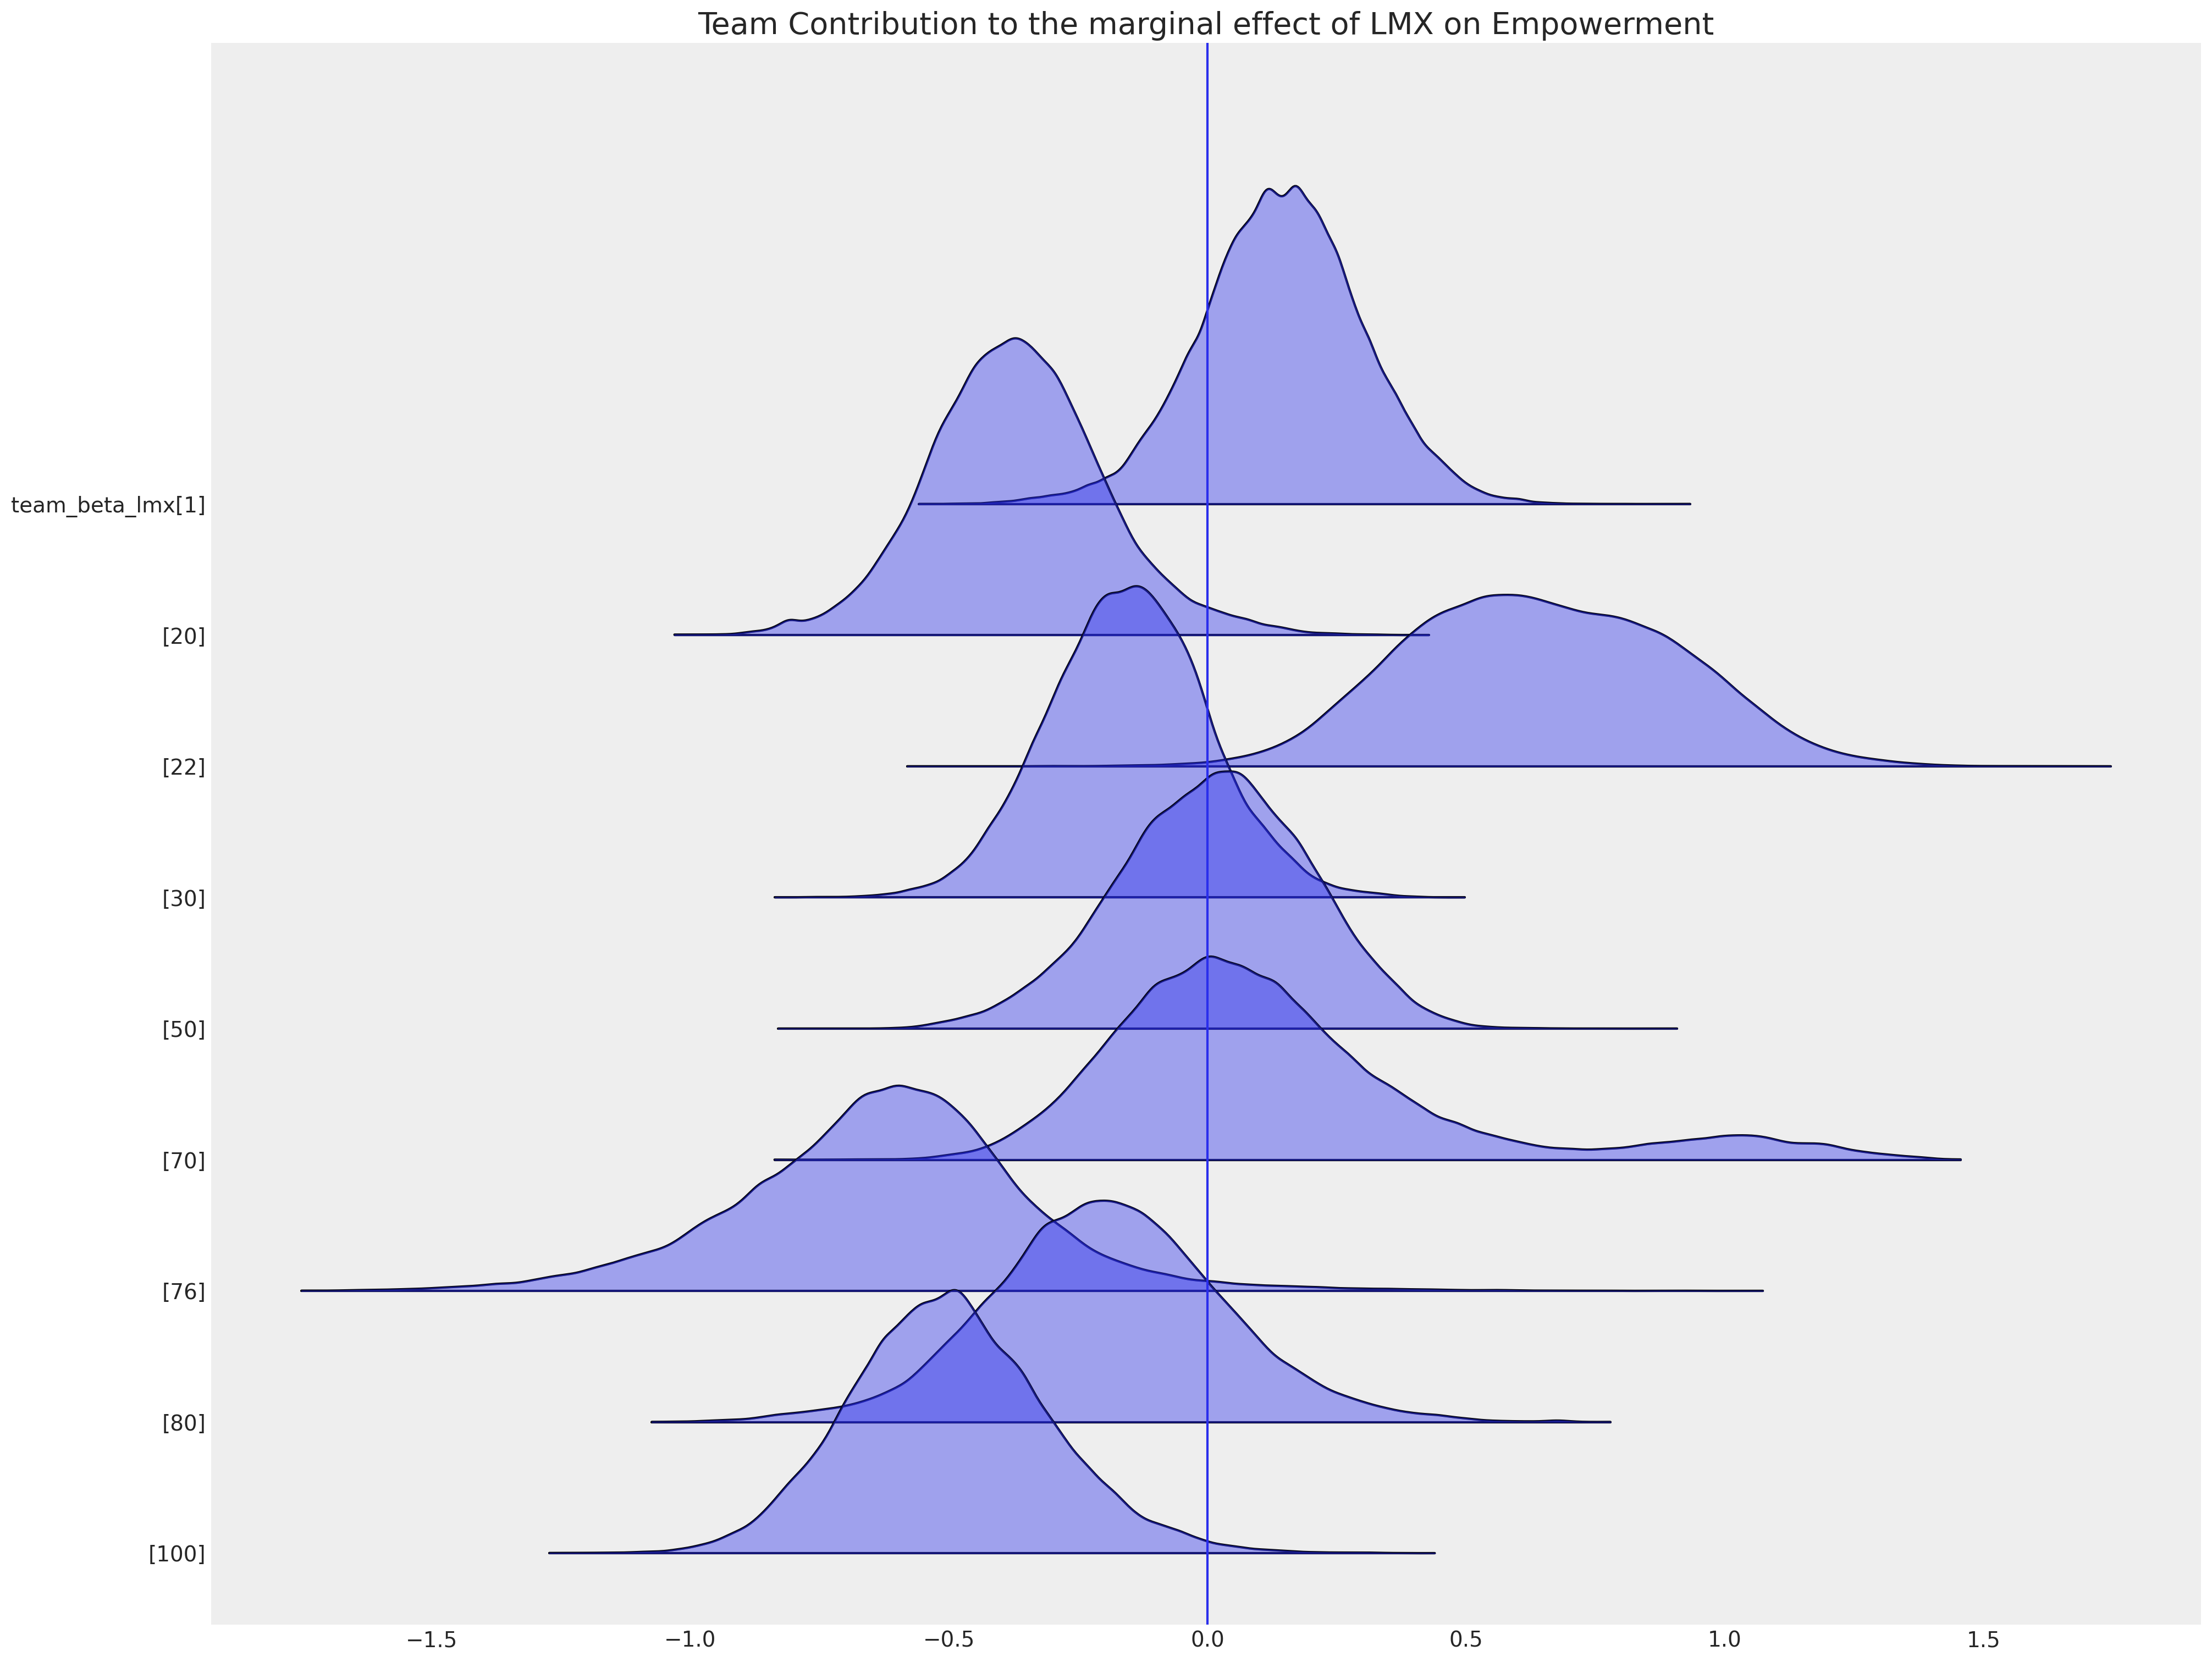 Team Contribution to the marginal effect of LMX on Empowerment
team_beta_lmx[1]
[20]
[22]
[30]
[50]
[70]
[76]
[80]
[100]
−1.5 −1.0 −0.5 0.0 0.5 1.0 1.5